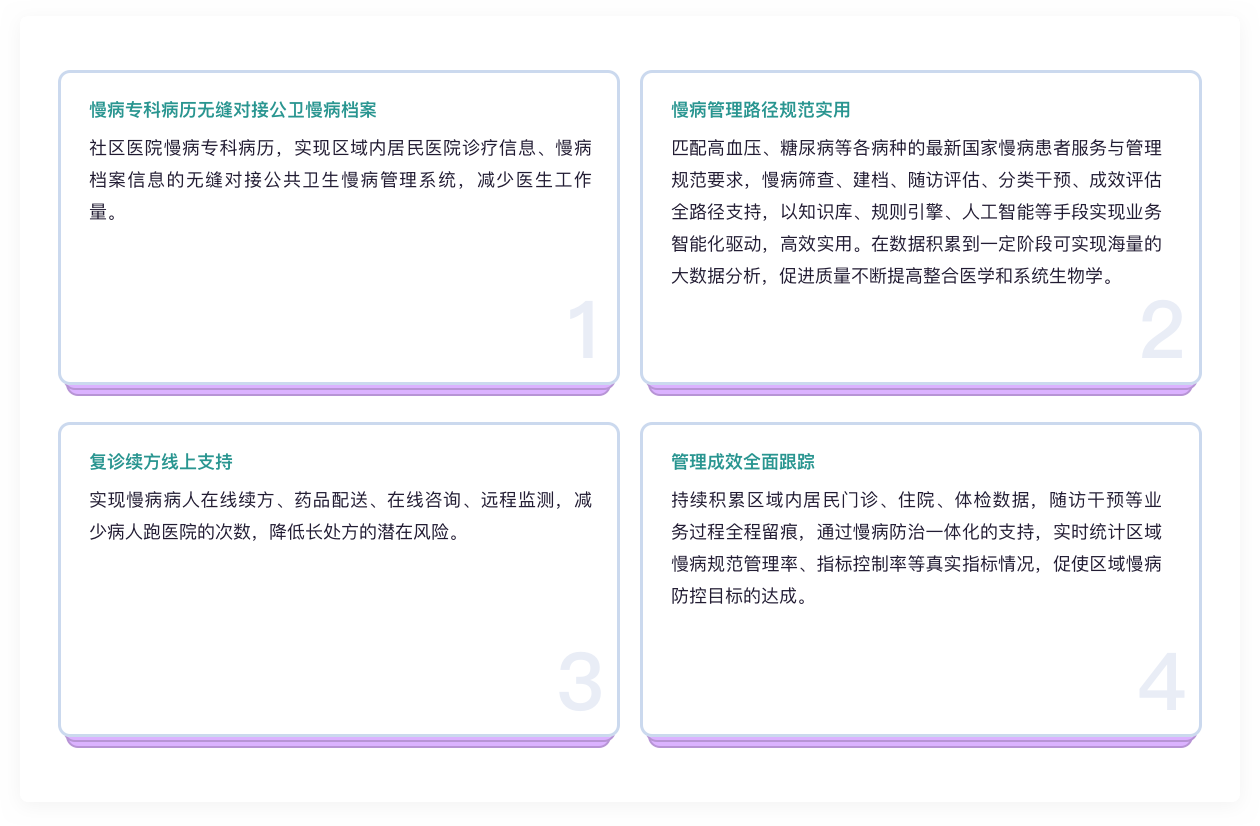 慢病专科病历无缝对接公卫慢病档案
社区医院慢病专科病历，实现区域内居民医院诊疗信息、慢病
档案信息的无缝对接公共卫生慢病管理系统，减少医生工作
量。
1
慢病管理路径规范实用
匹配高血压、糖尿病等各病种的最新国家慢病患者服务与管理
规范要求，慢病筛查、建档、随访评估、分类干预、成效评估
全路径支持，以知识库、规则引擎、人工智能等手段实现业务
智能化驱动，高效实用。在数据积累到一定阶段可实现海量的
大数据分析，促进质量不断提高整合医学和系统生物学。
2
复诊续方线上支持
实现慢病病人在线续方、药品配送、在线咨询、远程监测，减
少病人跑医院的次数，降低长处方的潜在风险。
3
管理成效全面跟踪
持续积累区域内居民门诊、住院、体检数据，随访干预等业
务过程全程留痕，通过慢病防治一体化的支持，实时统计区域
慢病规范管理率、指标控制率等真实指标情况，促使区域慢病
防控目标的达成。
4